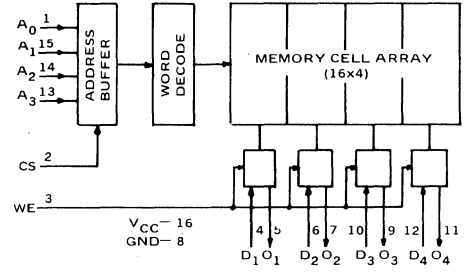 A0 1
A1 15
A2 14
A3 13
ADDRESS BUFFER
WORD DECODE
MEMORY CELL ARRAY
(16x4)
CS 2
WE 3
VCC – 16
GND – 8
4 5 6 7 10 9 12 11
D1 O1 D2 O2 D3 O3 D4 O4